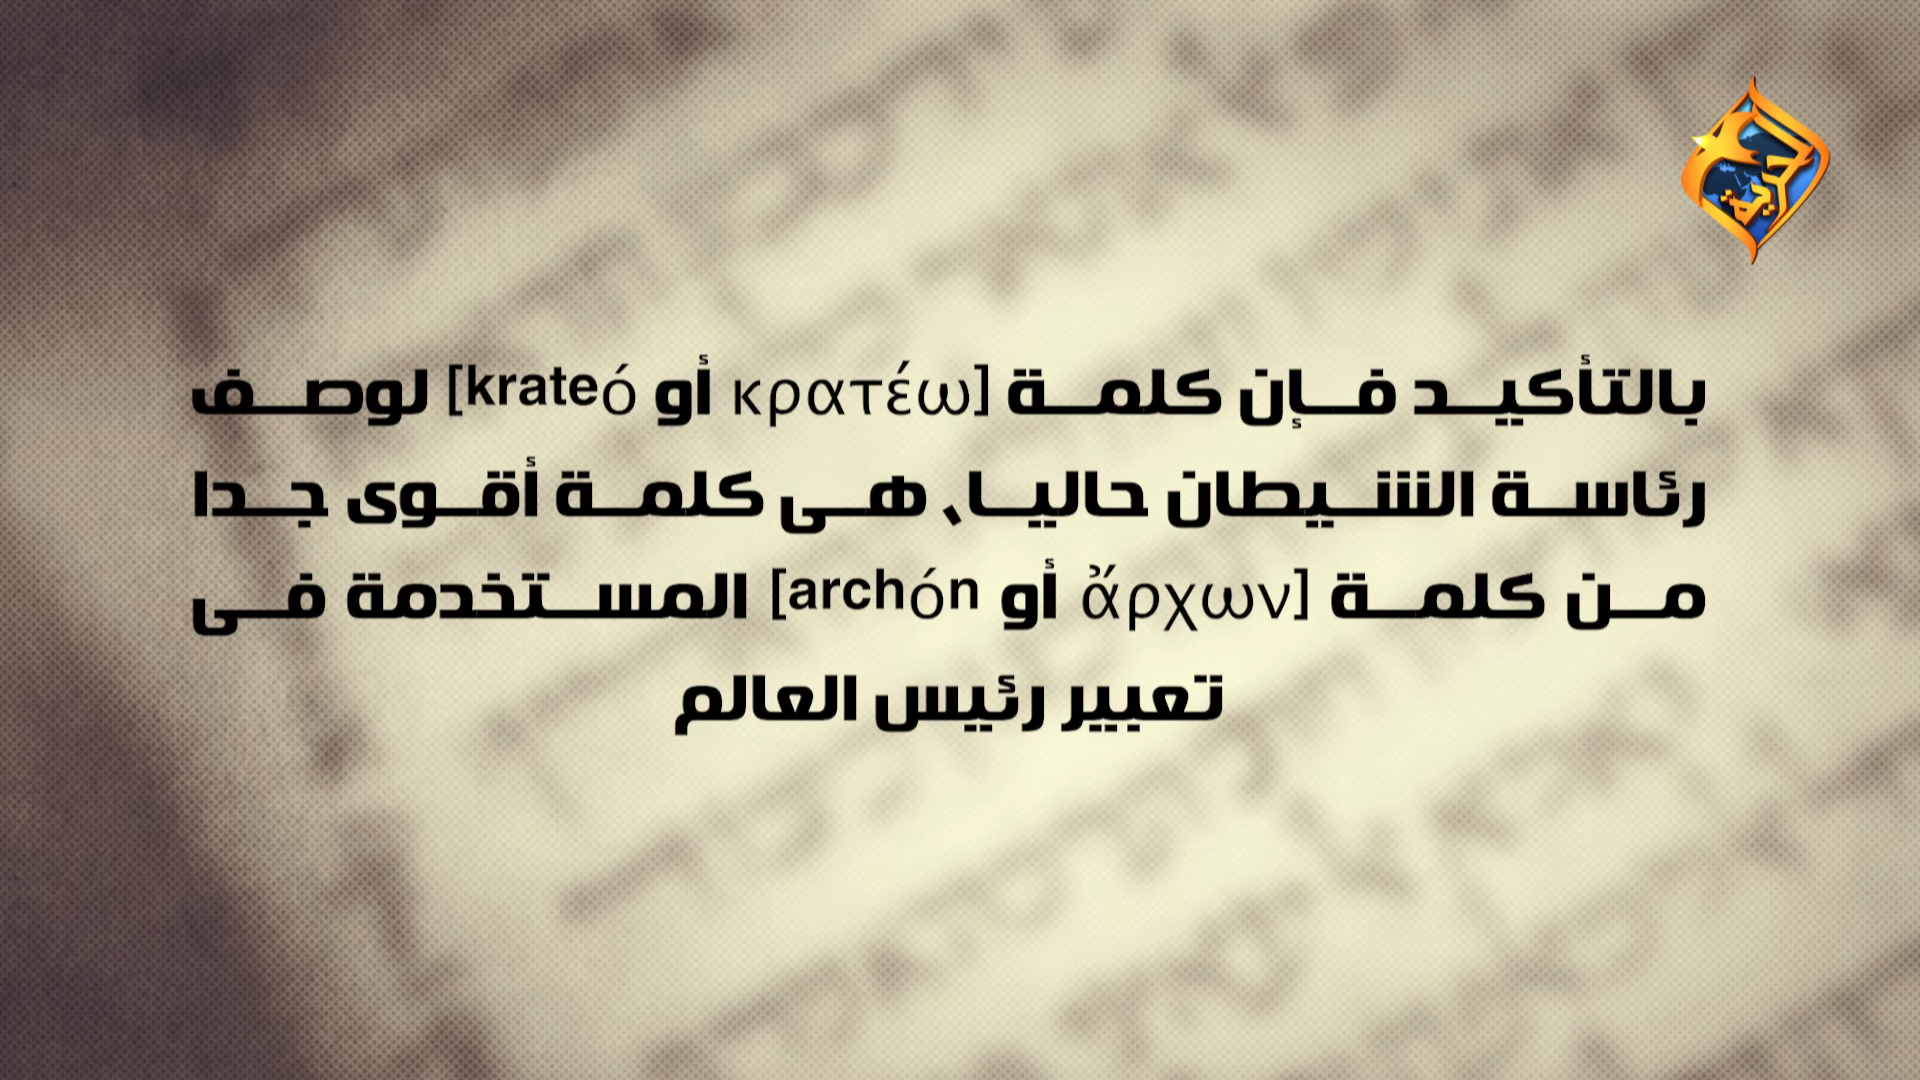 الحرية
بالتأكيد فإن كلمة [κρατέω أو krateó] لوصف
رئاسة الشيطان حاليا، هى كلمة أقوى جدا
من كلمة [ἄρχων أو archón] المستخدمة فى
تعبير رئيس العالم